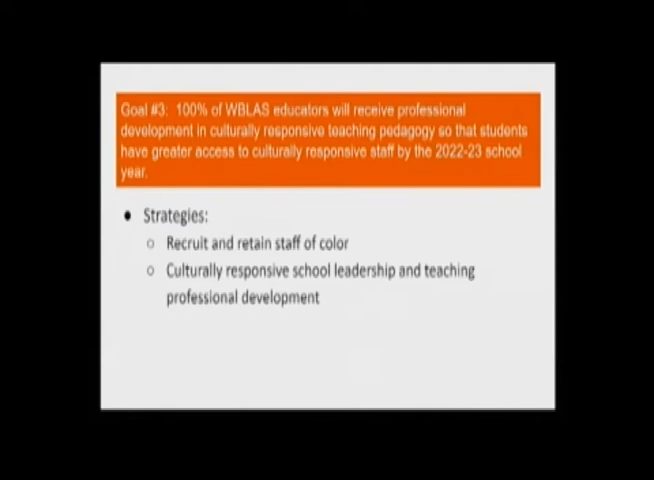 Goal #3: 100% of WBLAS educators will receive professional
development in culturally responsive teaching pedagogy so that students
have greater access to culturally responsive staff by the 2022-23 school
year.
● Strategies:
○ Recruit and retain staff of color
○ Culturally responsive school leadership and teaching
professional development